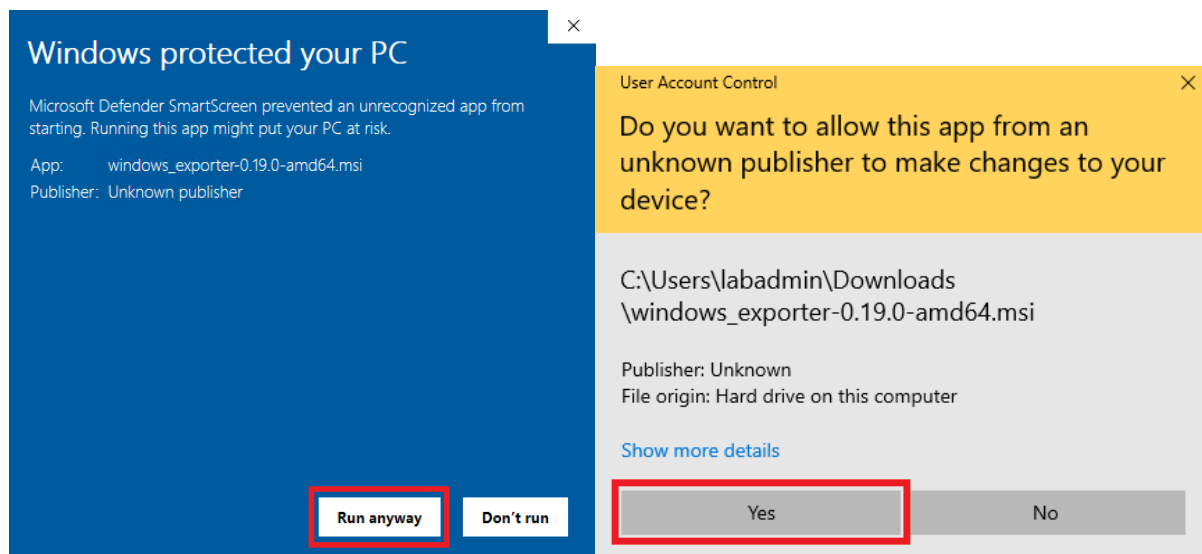 Windows protected your PC
Microsoft Defender SmartScreen prevented an unrecognized app from
starting. Running this app might put your PC at risk.
App: windows_exporter-0.19.0-amd64.msi
Publisher: Unknown publisher
Run anyway Don't run
User Account Control
Do you want to allow this app from an
unknown publisher to make changes to your
device?
C:\Users\labadmin\Downloads
\windows_exporter-0.19.0-amd64.msi
Publisher: Unknown
File origin: Hard drive on this computer
Show more details
Yes No